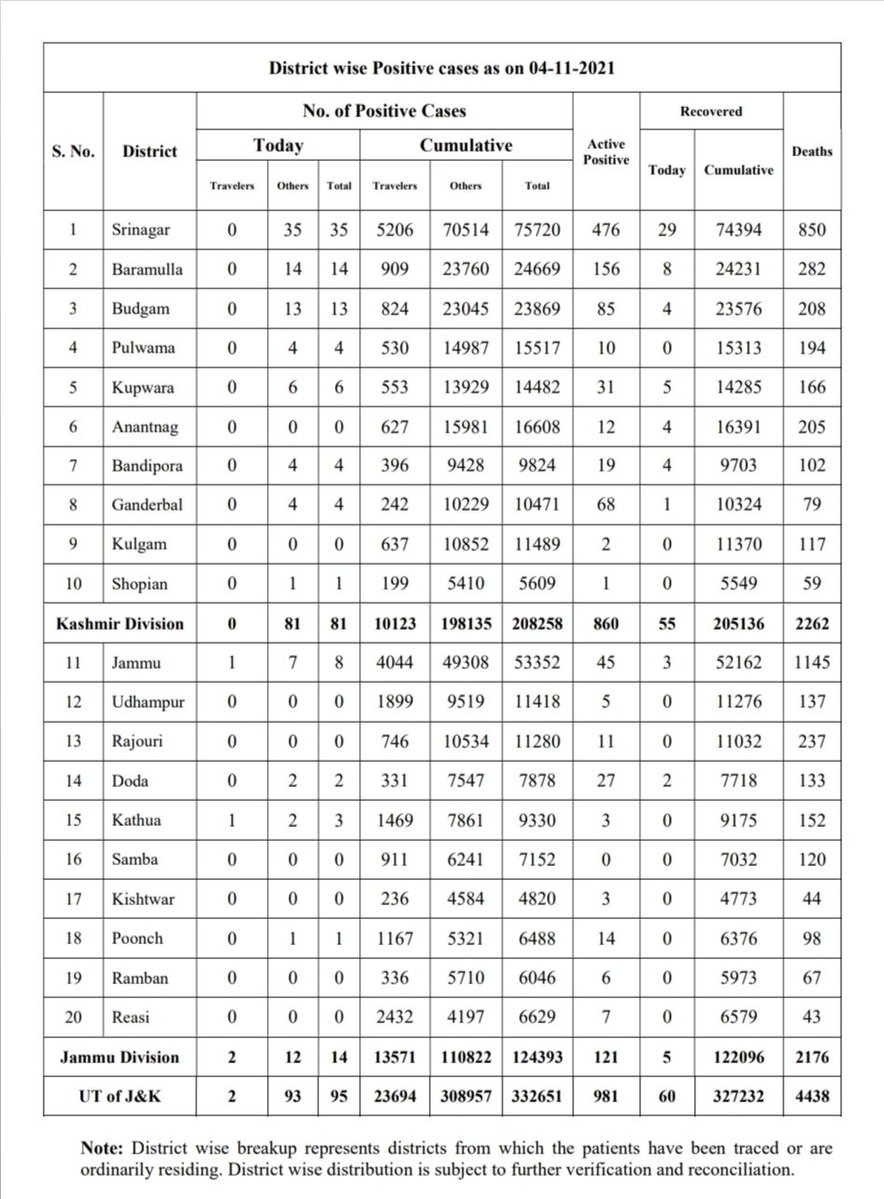 District wise Positive cases as on 04-11-2021
S. No. District No. of Positive Cases Active Positive Recovered Deaths
Today Cumulative Today Cumulative
Travelers Others Total Travelers Others Total
1 Srinagar 0 35 35 5206 70514 75720 476 29 74394 850
2 Baramulla 0 14 14 909 23760 24669 156 8 24231 282
3 Budgam 0 13 13 824 23045 23869 85 4 23576 208
4 Pulwama 0 4 4 530 14987 15517 10 0 15313 194
5 Kupwara 0 6 6 553 13929 14482 31 5 14285 166
6 Anantnag 0 0 0 627 15981 16608 12 4 16391 205
7 Bandipora 0 4 4 396 9428 9824 19 4 9703 102
8 Ganderbal 0 4 4 242 10229 10471 68 1 10324 79
9 Kulgam 0 0 0 637 10852 11489 2 0 11370 117
10 Shopian 0 1 1 199 5410 5609 1 0 5549 59
Kashmir Division 0 81 81 10123 198135 208258 860 55 205136 2262
11 Jammu 1 7 8 4044 49308 53352 45 3 52162 1145
12 Udhampur 0 0 0 1899 9519 11418 5 0 11276 137
13 Rajouri 0 0 0 746 10534 11280 11 0 11032 237
14 Doda 0 2 2 331 7547 7878 27 2 7718 133
15 Kathua 1 2 3 1469 7861 9330 3 0 9175 152
16 Samba 0 0 0 911 6241 7152 0 0 7032 120
17 Kishtwar 0 0 0 236 4584 4820 3 0 4773 44
18 Poonch 0 1 1 1167 5321 6488 14 0 6376 98
19 Ramban 0 0 0 336 5710 6046 6 0 5973 67
20 Reasi 0 0 0 2432 4197 6629 7 0 6579 43
Jammu Division 2 12 14 13571 110822 124393 121 5 122096 2176
UT of J&K 2 93 95 23694 308957 332651 981 60 327232 4438
Note: District wise breakup represents districts from which the patients have been traced or are
ordinarily residing. District wise distribution is subject to further verification and reconciliation.